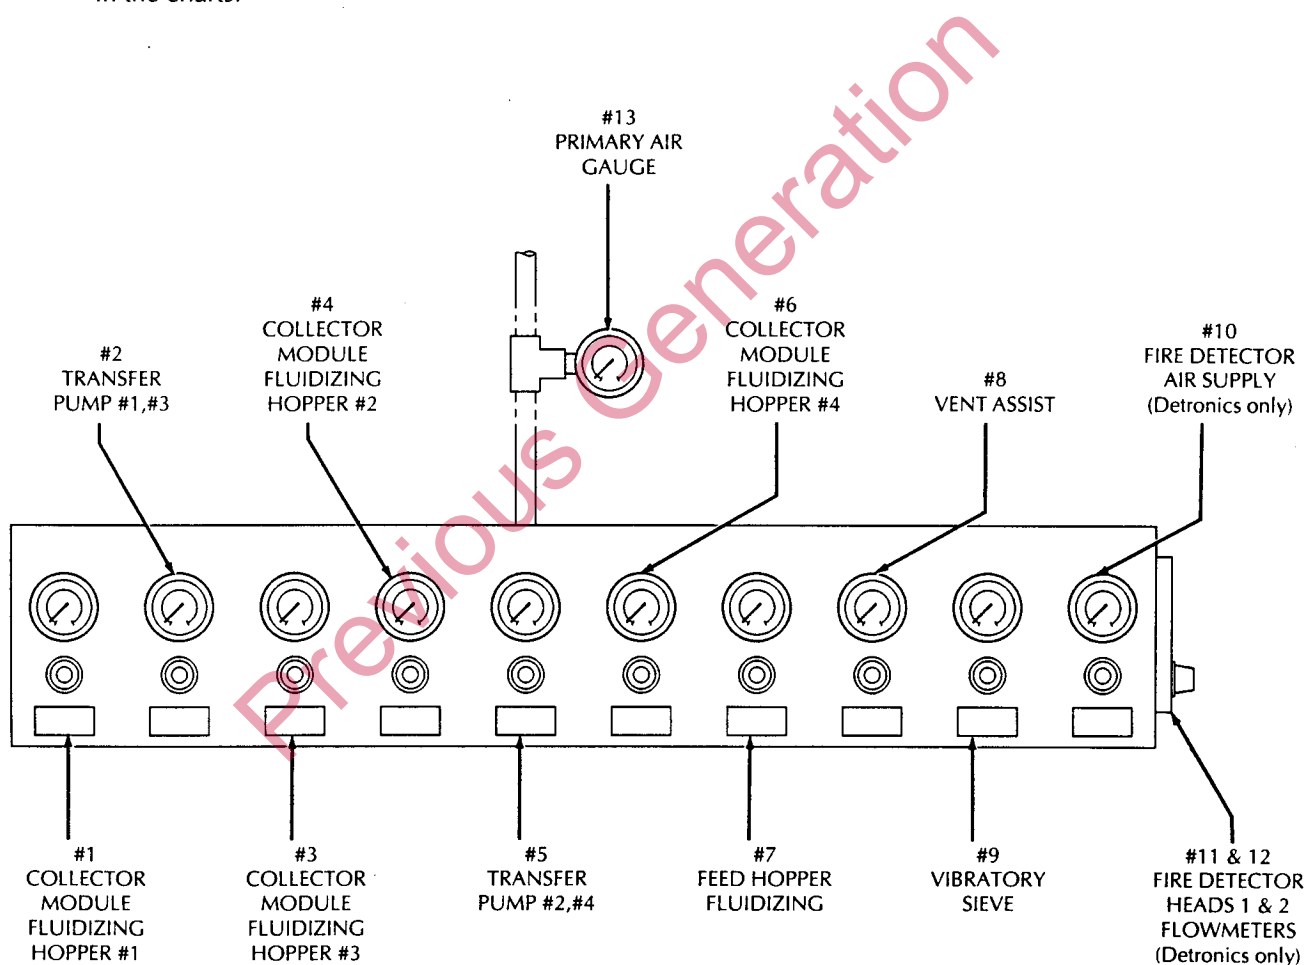 in the charts.
#13
PRIMARY AIR
GAUGE
#4
COLLECTOR
MODULE
FLUIDIZING
HOPPER #2
#6
COLLECTOR
MODULE
FLUIDIZING
HOPPER #4
#10
FIRE DETECTOR
AIR SUPPLY
(Detronics only)
#2
TRANSFER
PUMP #1,#3
#8
VENT ASSIST
Previous Generation
#1
COLLECTOR
MODULE
FLUIDIZING
HOPPER #1
#3
COLLECTOR
MODULE
FLUIDIZING
HOPPER #3
#5
TRANSFER
PUMP #2,#4
#7
FEED HOPPER
FLUIDIZING
#9
VIBRATORY
SIEVE
#11 & 12
FIRE DETECTOR
HEADS 1 & 2
FLOWMETERS
(Detronics only)